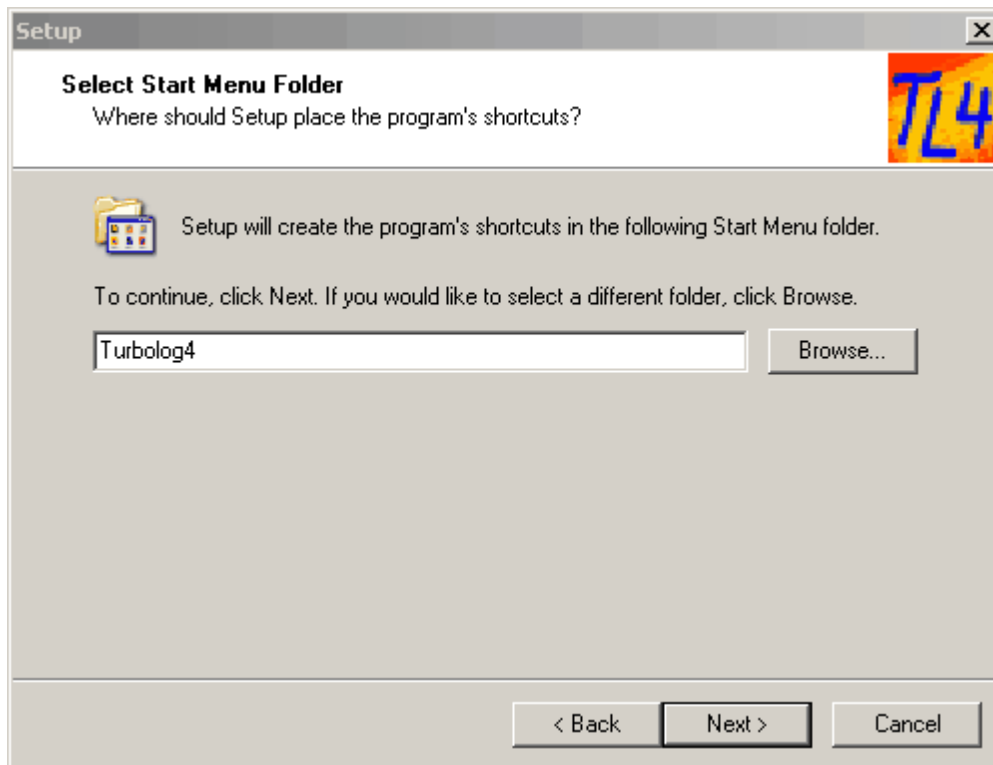 Setup
Select Start Menu Folder
Where should Setup place the program's shortcuts?
TL4
Setup will create the program's shortcuts in the following Start Menu folder.
To continue, click Next. If you would like to select a different folder, click Browse.
Turbolog4
Browse...
< Back
Next >
Cancel